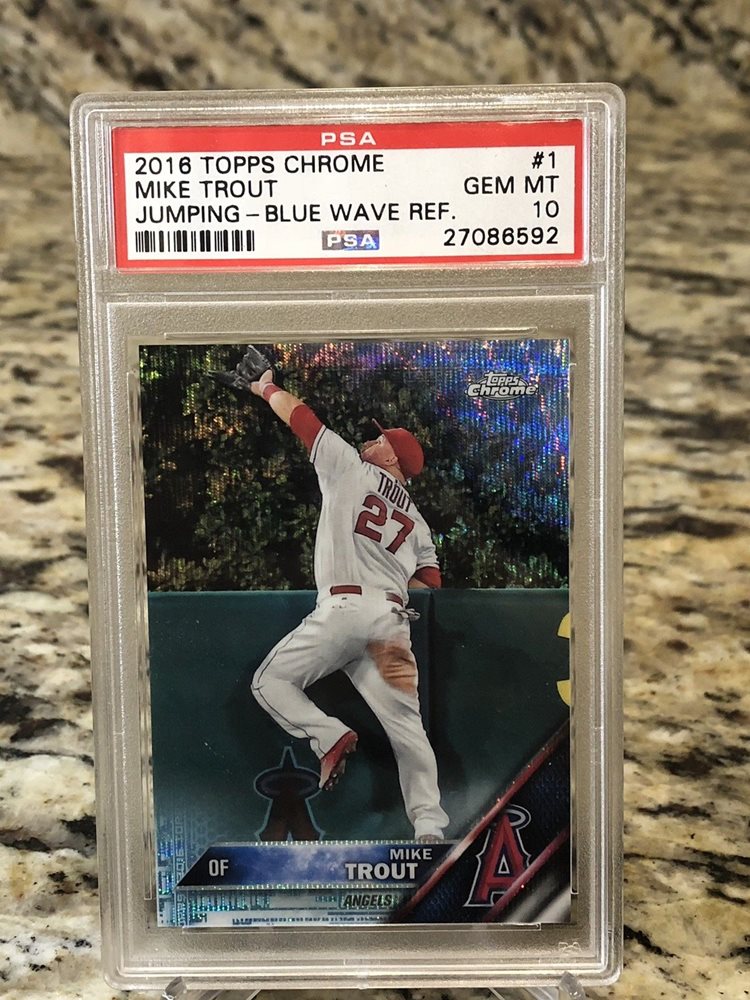 PSA
2016 TOPPS CHROME #1
MIKE TROUT GEM MT
JUMPING-BLUE WAVE REF. 10
PSA 27086592
Topps
Chrome
TROUT
27
OF
MIKE
TROUT
A
ANGELS